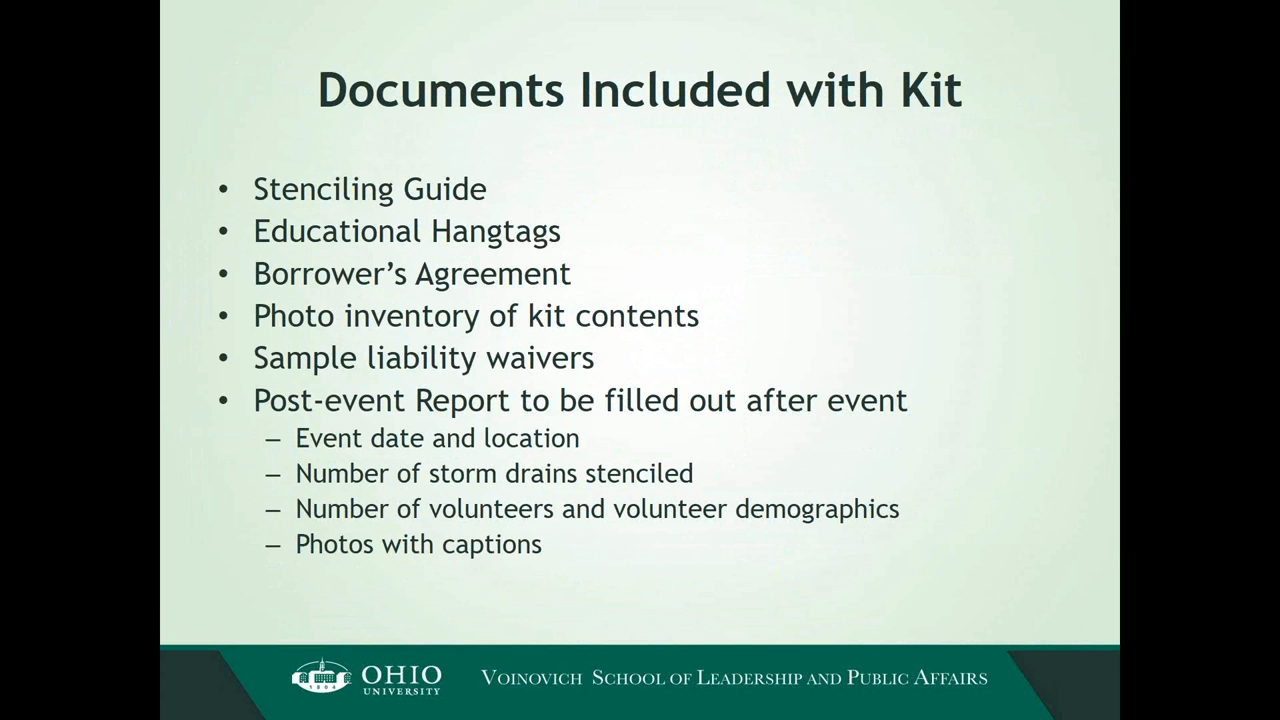 Documents Included with Kit
• Stenciling Guide
• Educational Hangtags
• Borrower’s Agreement
• Photo inventory of kit contents
• Sample liability waivers
• Post-event Report to be filled out after event
– Event date and location
– Number of storm drains stenciled
– Number of volunteers and volunteer demographics
– Photos with captions
1804
OHIO
UNIVERSITY
VOINOVICH SCHOOL OF LEADERSHIP AND PUBLIC AFFAIRS